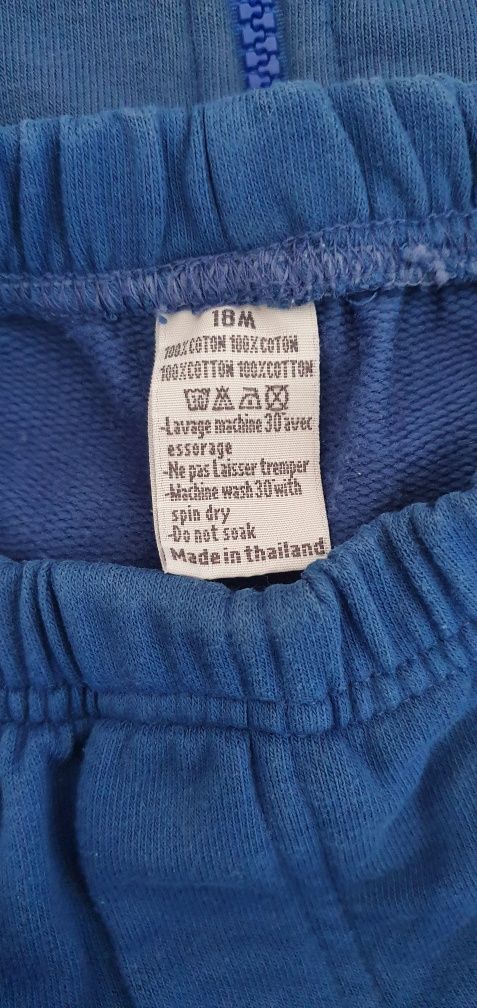 18M
100%COTON 100%COTON
100%COTTON 100%COTTON
-Lavage machine 30°avec
essorage
-Ne pas Laisser tremper
-Machine wash 30°with
spin dry
-Do not soak
Made in thailand